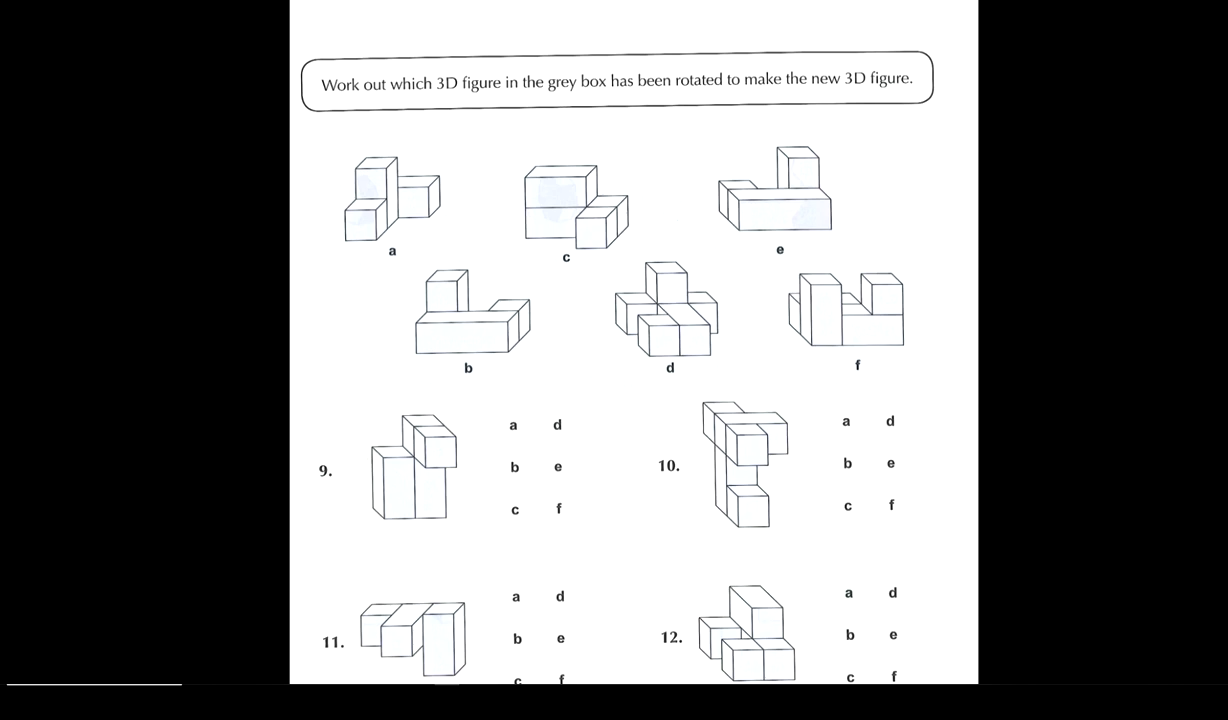 Work out which 3D figure in the grey box has been rotated to make the new 3D figure.
a
c
e
b
d
f
9.
a d
b e
c f
10.
a d
b e
c f
11.
a d
b e
c f
12.
a d
b e
c f